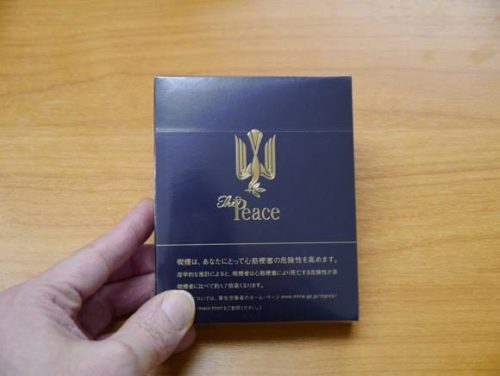 The
Peace
喫煙は、あなたにとって心筋梗塞の危険性を高めます。
疫学的な推計によると、喫煙者は心筋梗塞により死亡する危険性が非
喫煙者に比べて約1.7倍高くなります。
ついては、厚生労働省のホーム・ページ www.mhlw.go.jp/topics/
/main.htmlをご参照ください。)